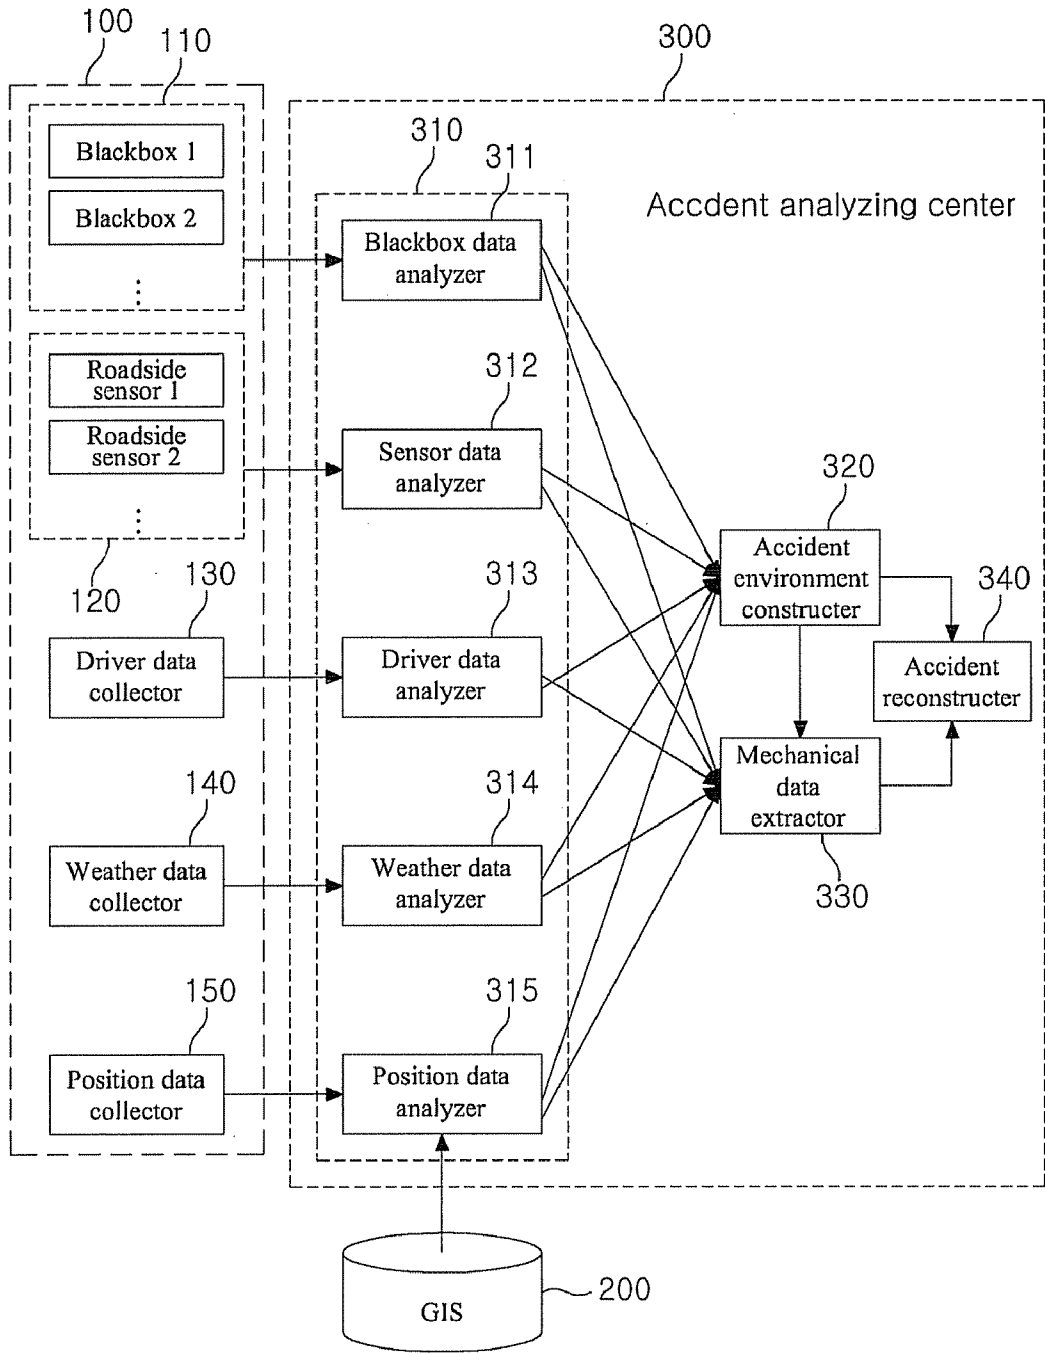 100
110
Blackbox 1
Blackbox 2
Roadside
sensor 1
Roadside
sensor 2
120
130
Driver data
collector
140
Weather data
collector
150
Position data
collector
300
Accdent analyzing center
310
311
Blackbox data
analyzer
312
Sensor data
analyzer
313
Driver data
analyzer
314
Weather data
analyzer
315
Position data
analyzer
320
Accident
environment
constructer
340
Accident
reconstructer
Mechanical
data
extractor
330
GIS
200